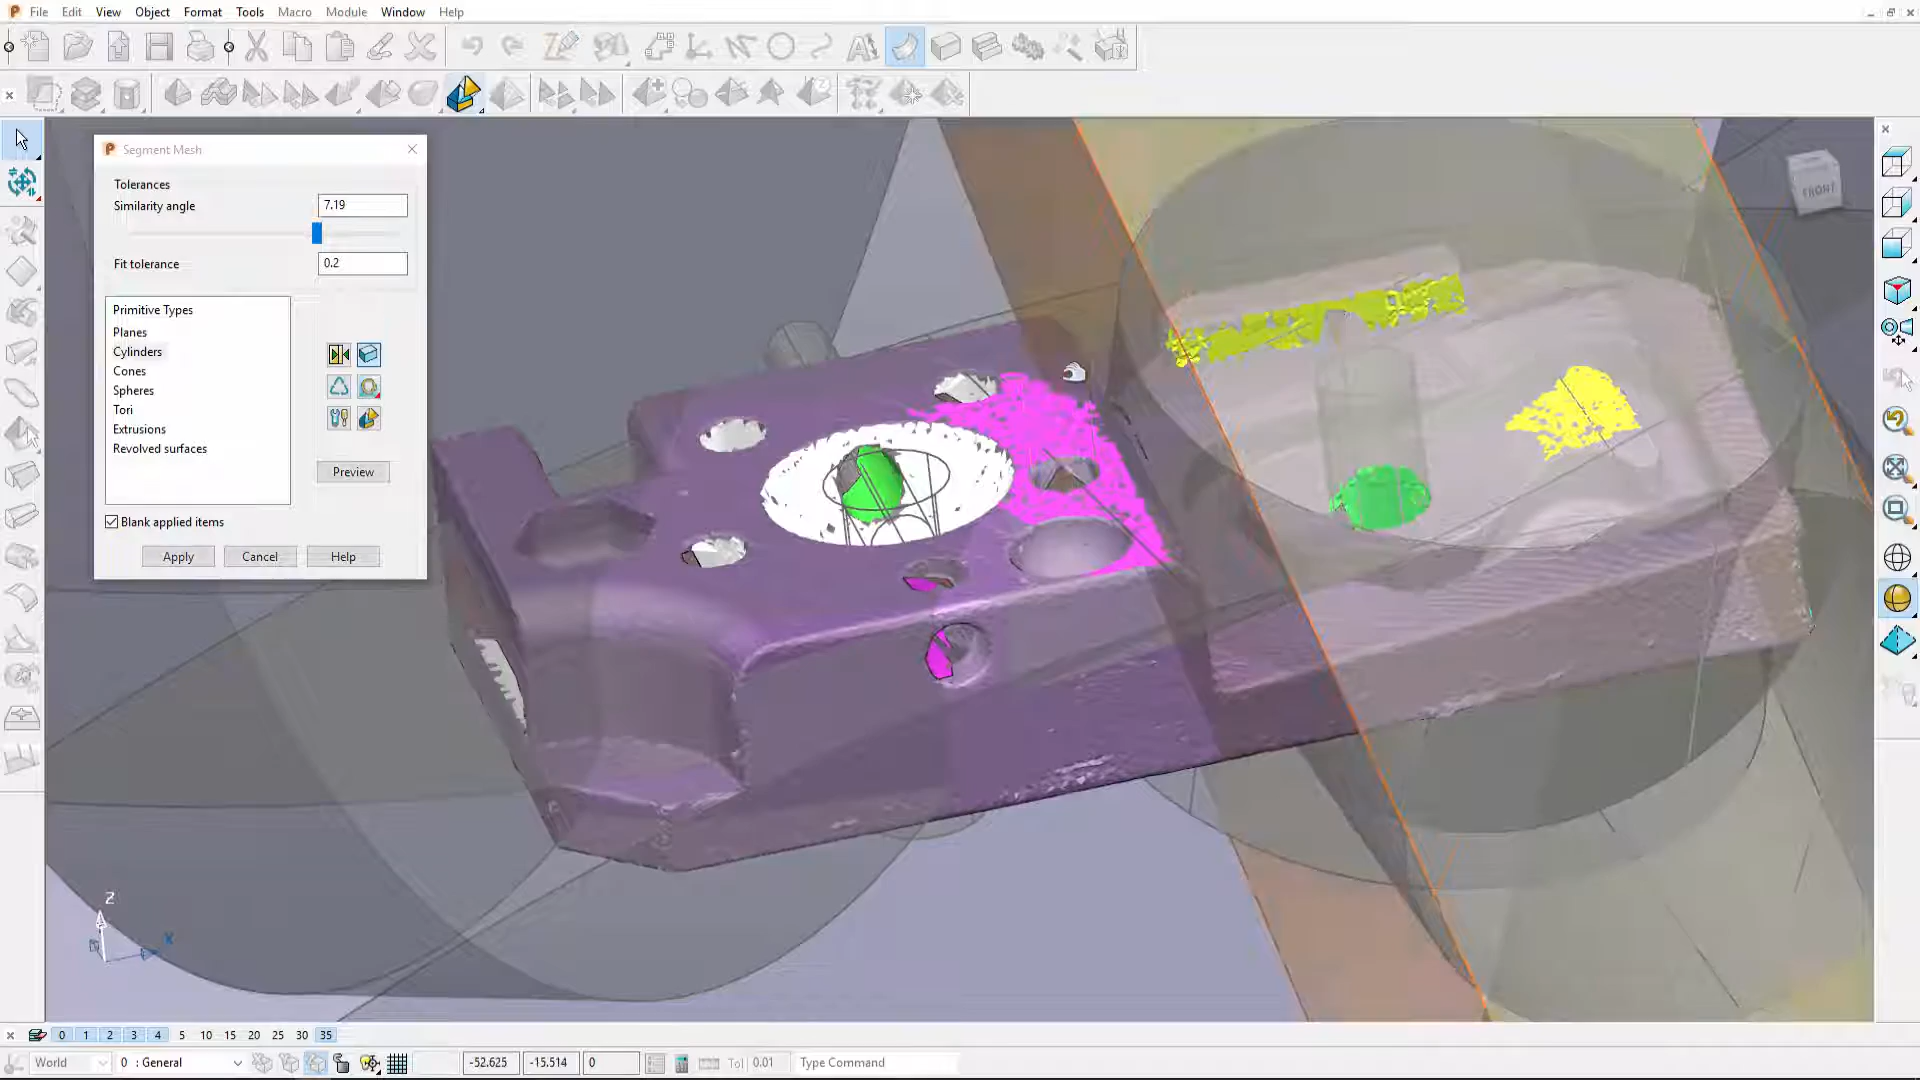 File Edit View Object Format Tools Macro Module Window Help
Segment Mesh
Tolerances
Similarity angle 7.19
Fit tolerance 0.2
Primitive Types
Planes
Cylinders
Cones
Spheres
Tori
Extrusions
Revolved surfaces
Preview
Blank applied items
Apply Cancel Help
FRONT
Z
X
0 1 2 3 4 5 10 15 20 25 30 35
World 0 : General -52.625 -15.514 0 Tol 0.01 Type Command